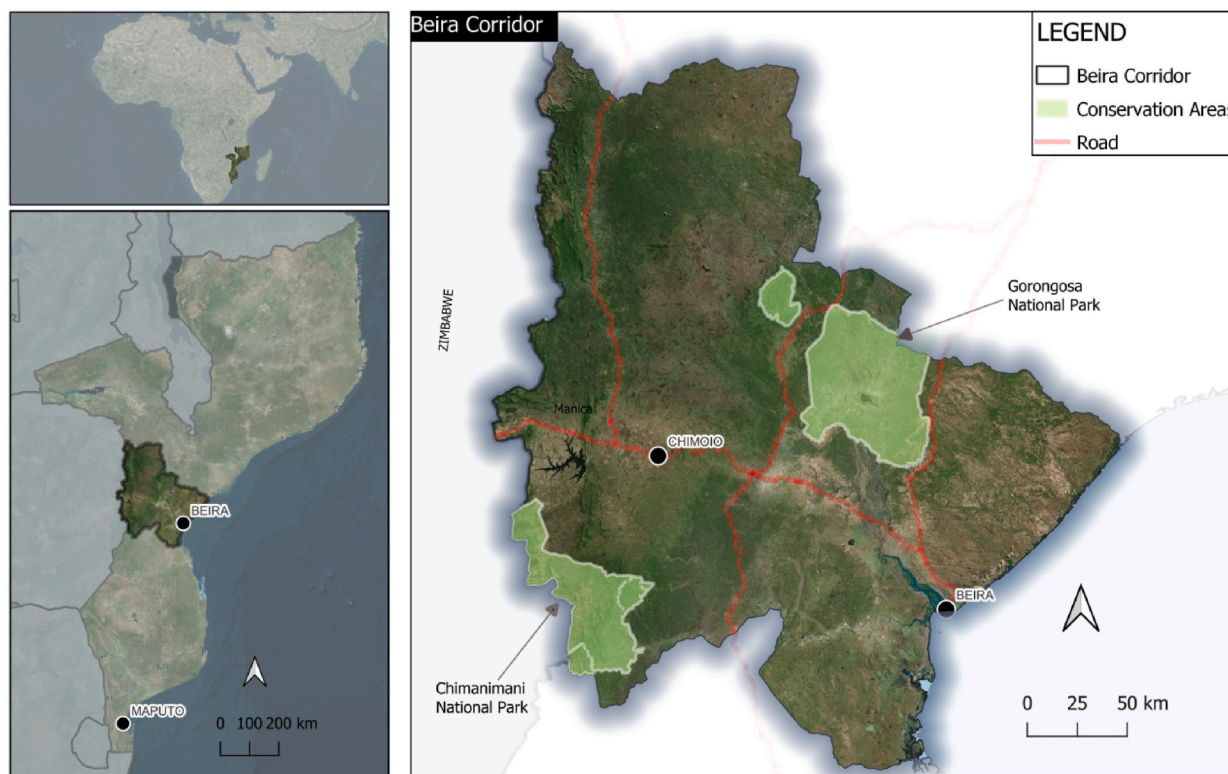 Beira Corridor
LEGEND
Beira Corridor
Conservation Areas
Road
Gorongosa
National Park
ZIMBABWE
Manica
CHIMOIO
BEIRA
Chimanimani
National Park
0 25 50 km
BEIRA
MAPUTO
0 100 200 km